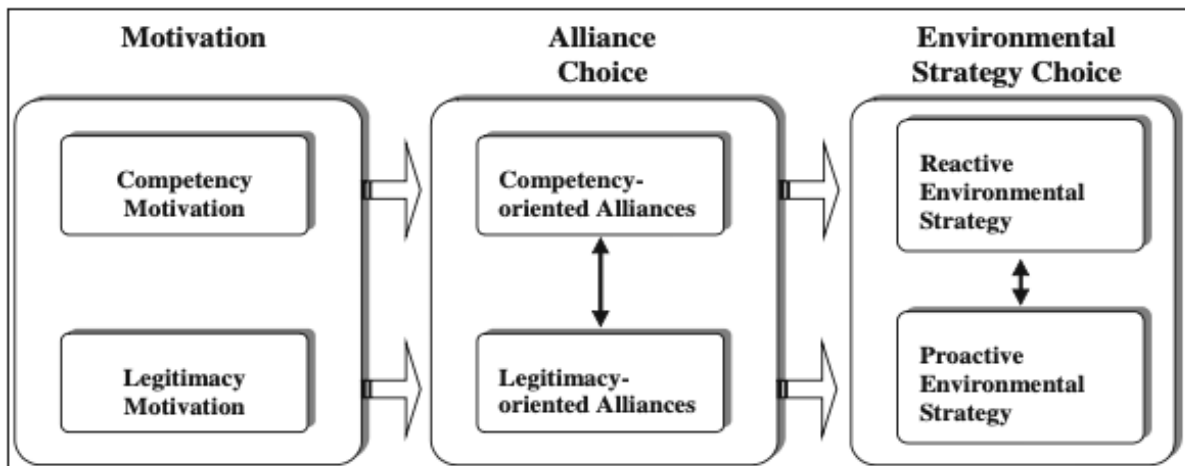 Motivation
Alliance
Choice
Environmental
Strategy Choice
Competency
Motivation
Legitimacy
Motivation
Competency-
oriented Alliances
Legitimacy-
oriented Alliances
Reactive
Environmental
Strategy
Proactive
Environmental
Strategy